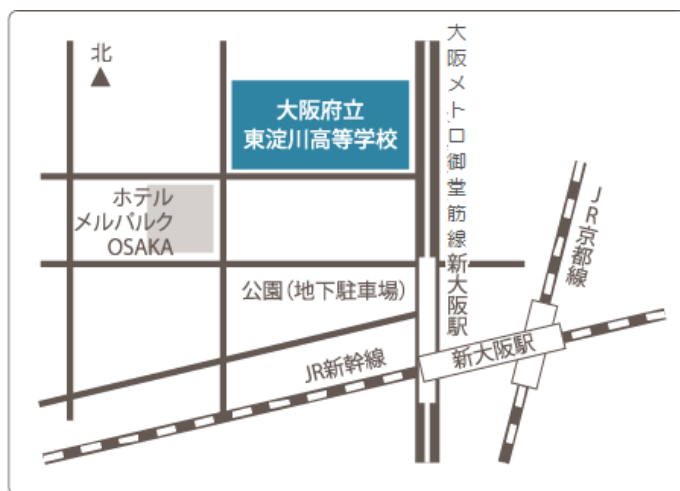 北
大阪府立
東淀川高等学校
大阪メトロ御堂筋線新大阪駅
ホテル
メルパルク
OSAKA
公園(地下駐車場)
JR京都線
JR新幹線
新大阪駅